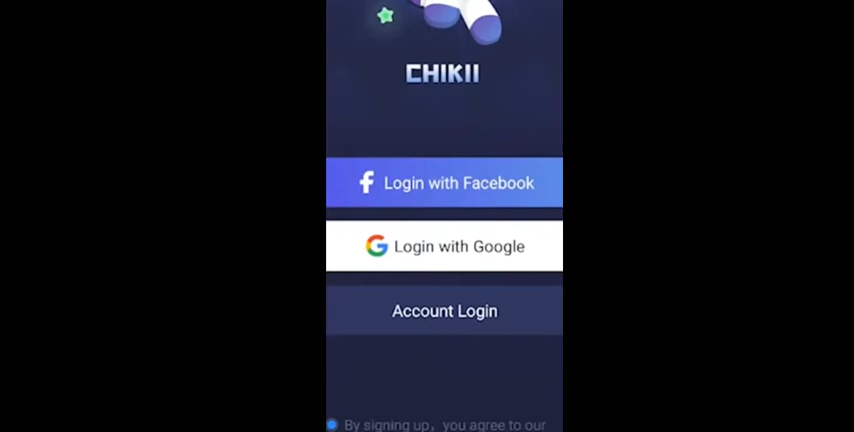 CHIKII
Login with Facebook
Login with Google
Account Login
By signing up, you agree to our